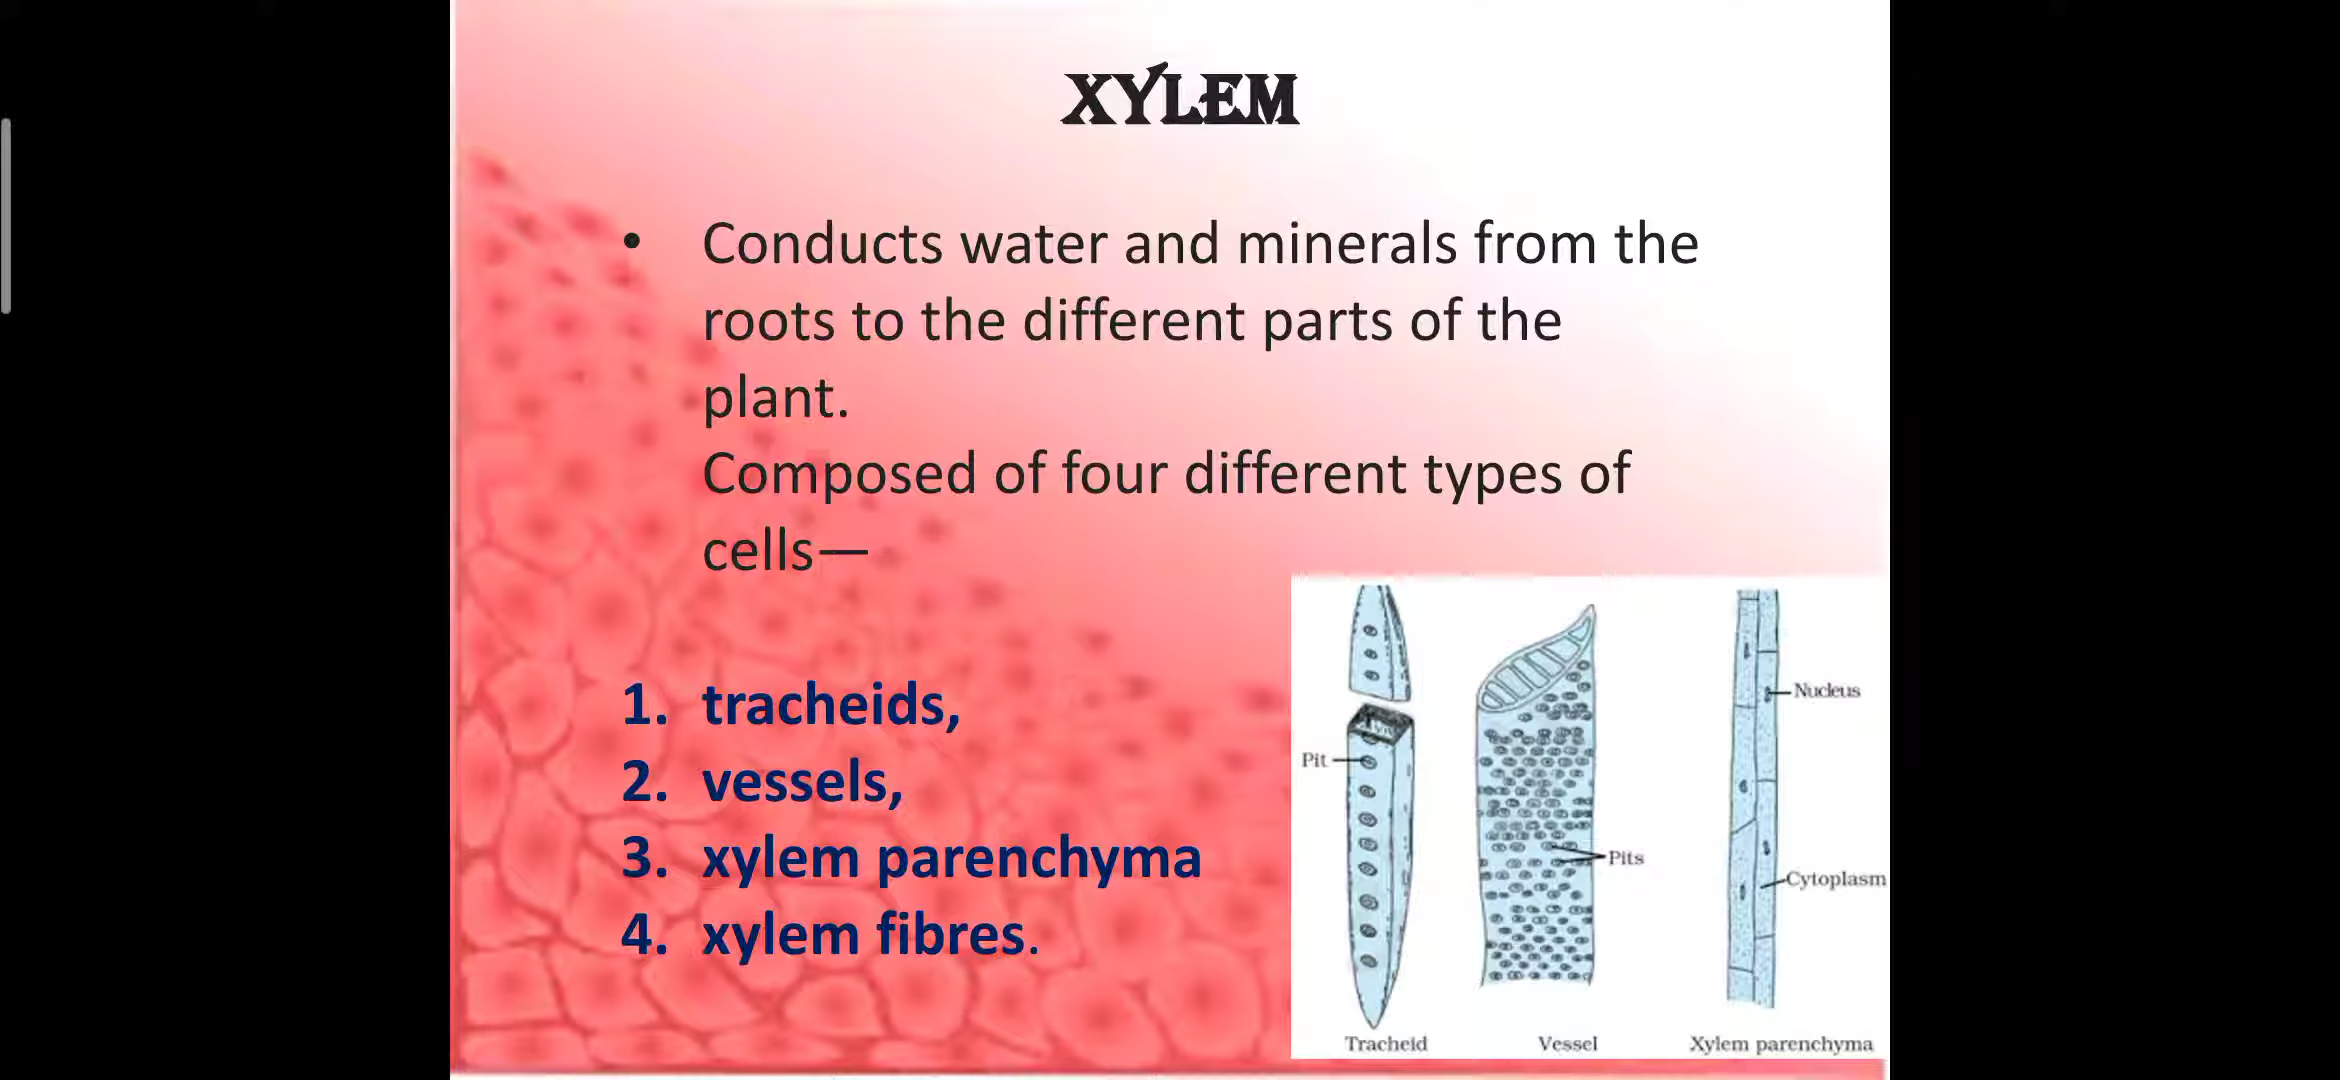 XYLEM
• Conducts water and minerals from the
roots to the different parts of the
plant.
Composed of four different types of
cells—
1. tracheids,
2. vessels,
3. xylem parenchyma
4. xylem fibres.
Nucleus
Pit
Pits
Cytoplasm
Tracheid Vessel Xylem parenchyma